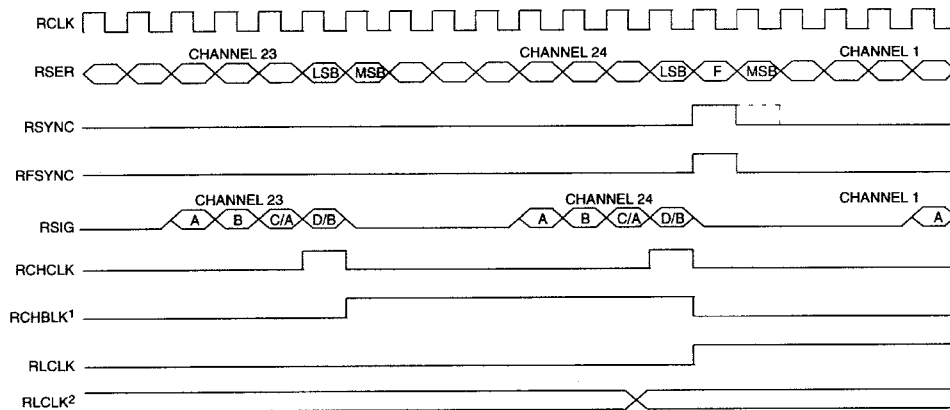 RCLK
CHANNEL 23 CHANNEL 24 CHANNEL 1
RSER LSB MSB LSB F MSB
RSYNC
RFSYNC
CHANNEL 23 CHANNEL 24 CHANNEL 1
RSIG A B C/A D/B A B C/A D/B A
RCHCLK
RCHBLK¹
RLCLK
RLCLK²